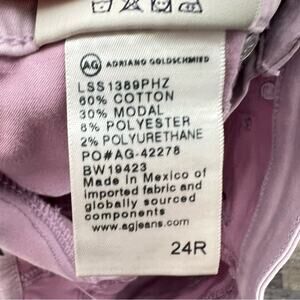 AG ADRIANO GOLDSCHMIED
LSS1389PHZ
60% COTTON
30% MODAL
8% POLYESTER
2% POLYURETHANE
PO#AG-42278
BW19423
Made in Mexico of
imported fabric and
globally sourced
components
www.agjeans.com
24R